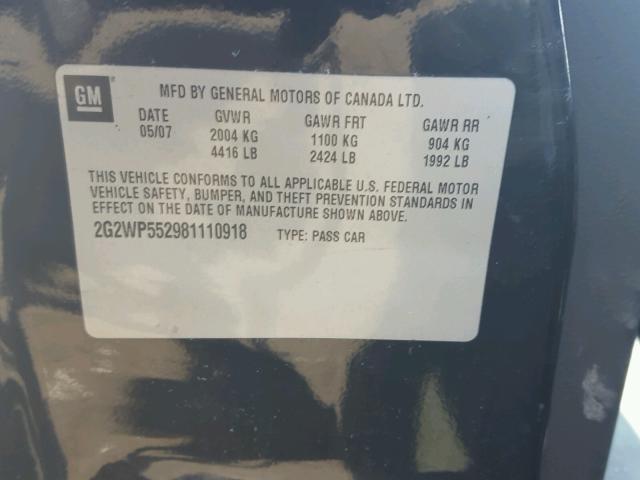 GM
MFD BY GENERAL MOTORS OF CANADA LTD.
DATE GVWR GAWR FRT GAWR RR
05/07 2004 KG 1100 KG 904 KG
4416 LB 2424 LB 1992 LB
THIS VEHICLE CONFORMS TO ALL APPLICABLE U.S. FEDERAL MOTOR
VEHICLE SAFETY, BUMPER, AND THEFT PREVENTION STANDARDS IN
EFFECT ON THE DATE OF MANUFACTURE SHOWN ABOVE.
2G2WP552981110918 TYPE: PASS CAR